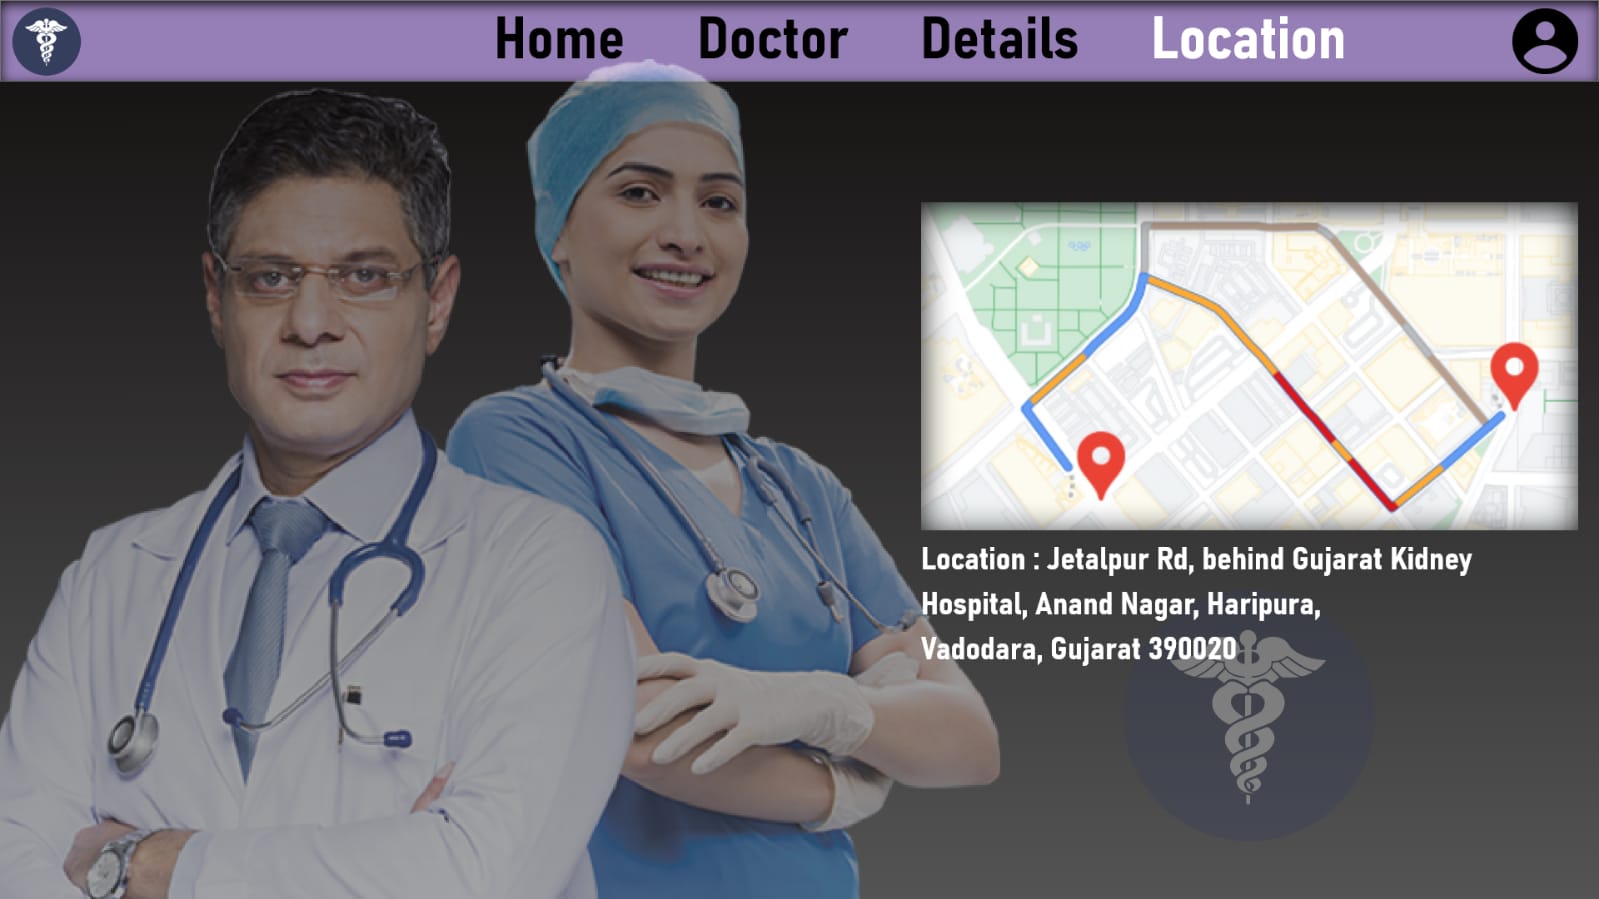 Home Doctor Details Location
Location : Jetalpur Rd, behind Gujarat Kidney
Hospital, Anand Nagar, Haripura,
Vadodara, Gujarat 390020